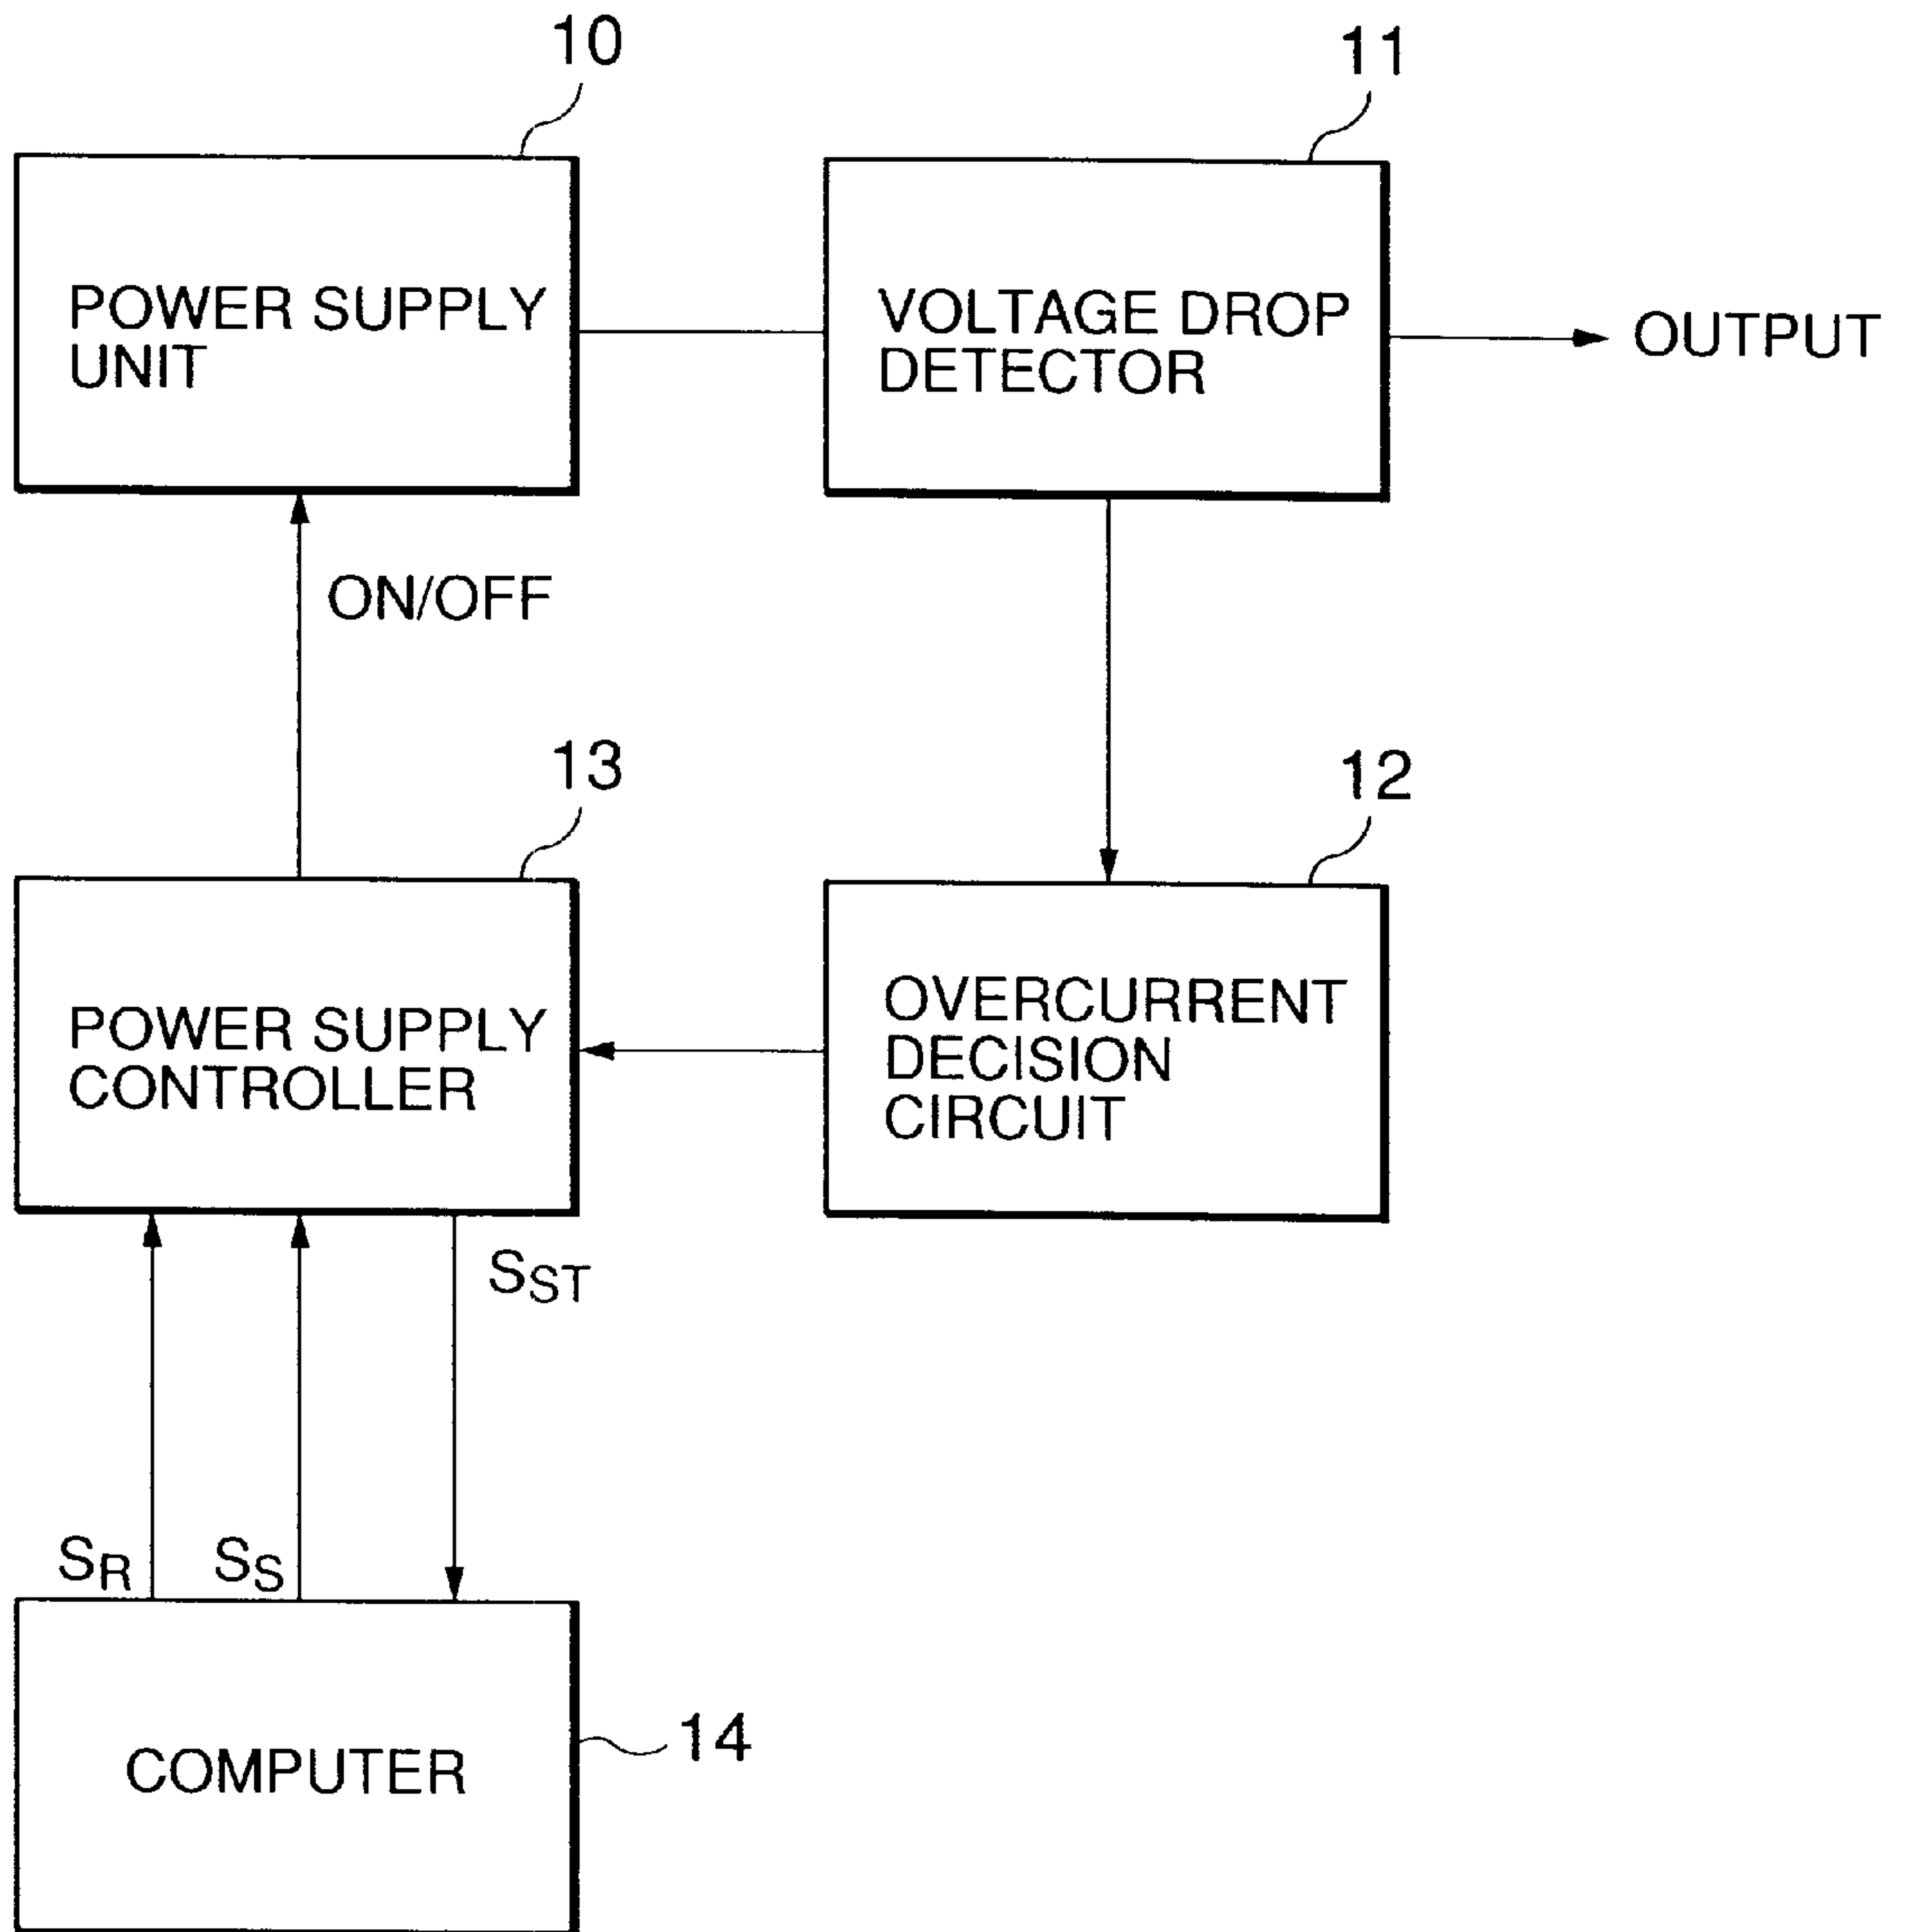 10
11
POWER SUPPLY
UNIT
VOLTAGE DROP
DETECTOR
OUTPUT
ON/OFF
13
12
POWER SUPPLY
CONTROLLER
OVERCURRENT
DECISION
CIRCUIT
SST
SR
SS
COMPUTER
14